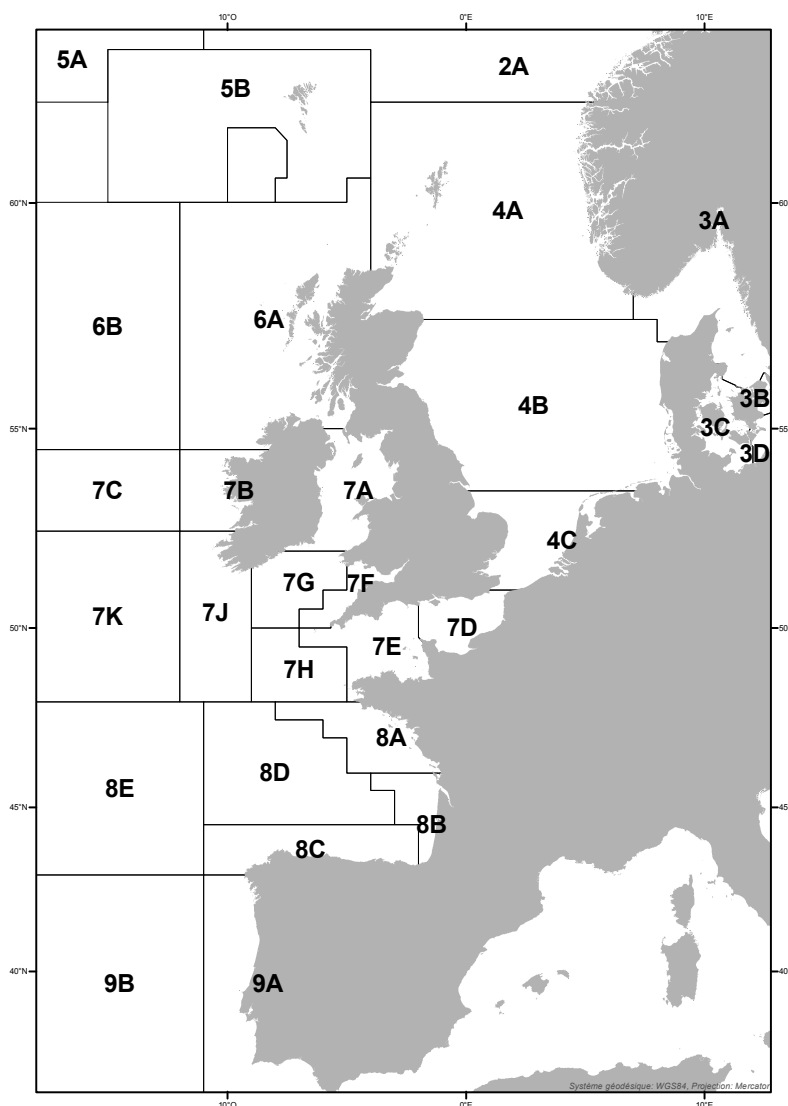 10°O 0°E 10°E
5A
2A
5B
60°N 60
4A
3A
6A
6B
4B
3B
55°N 55
3C
3D
7C 7B 7A
4C
7G 7F
7K 7J 7D
50°N 50
7E
7H
8A
8D
8E
45°N 45
8B
8C
40°N 40
9B 9A
Système géodésique: WGS84, Projection: Mercator
10°O 0°E 10°E